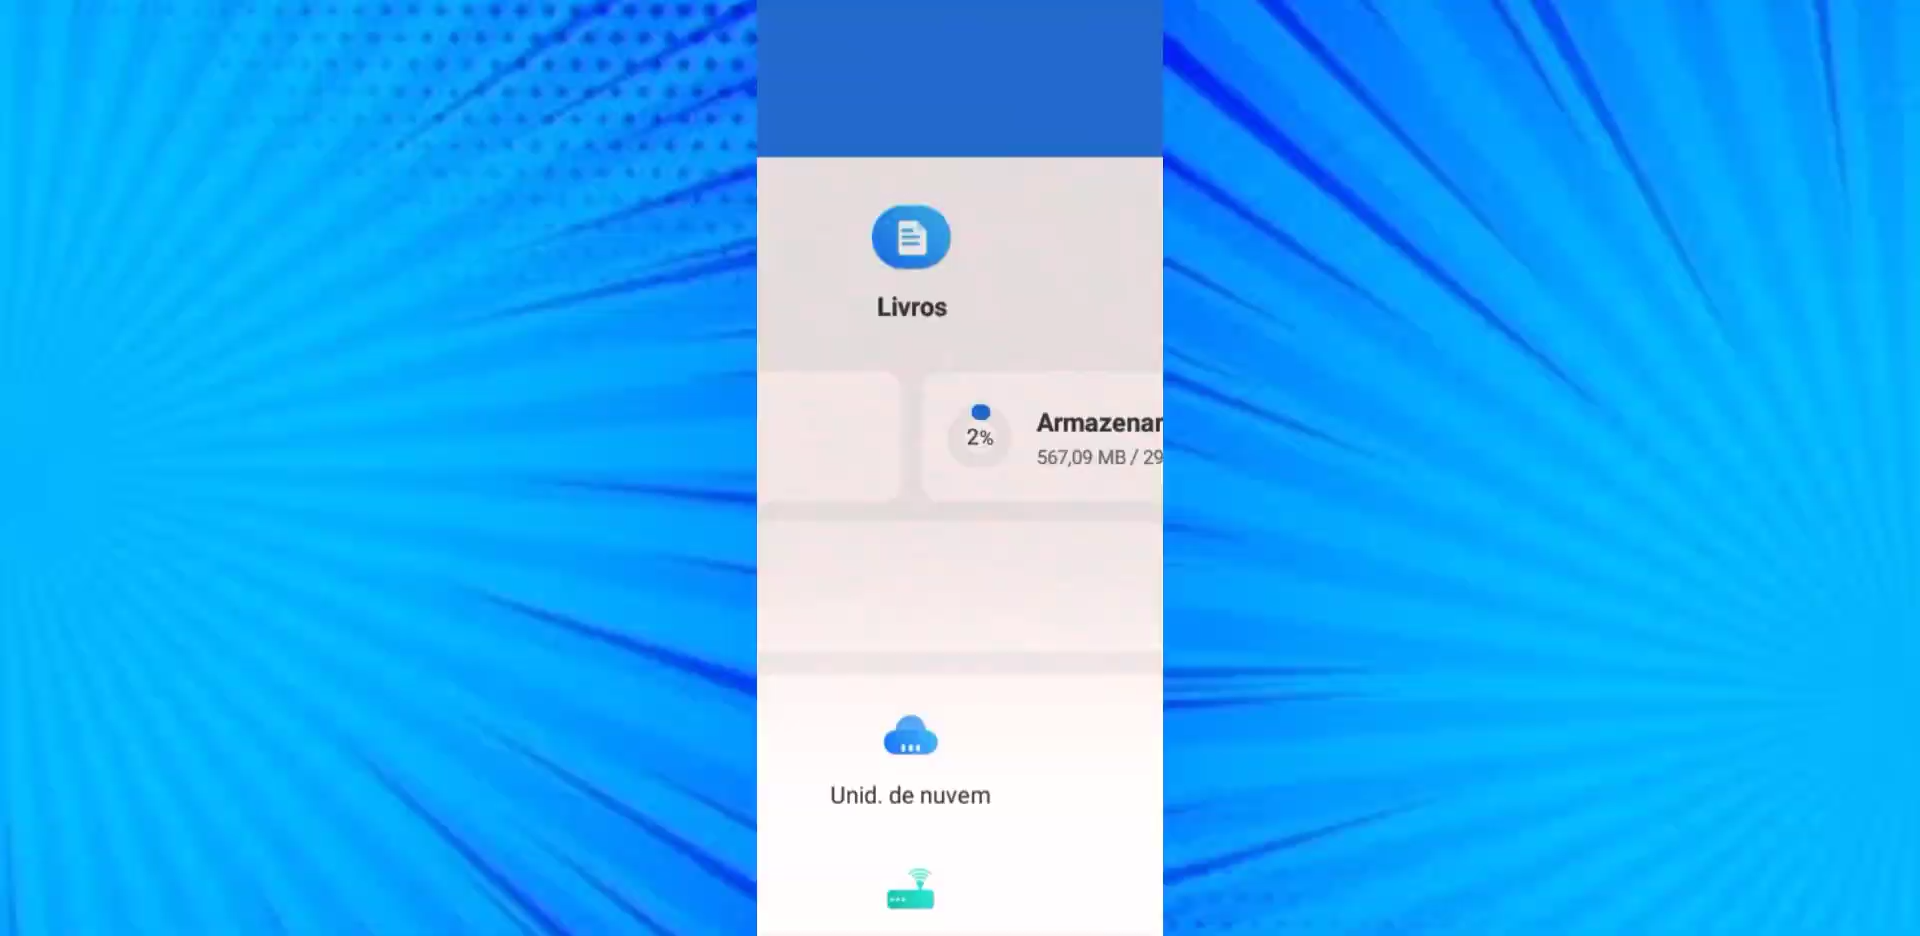 Livros
2%
Armazenar
567,09 MB / 29
Unid. de nuvem